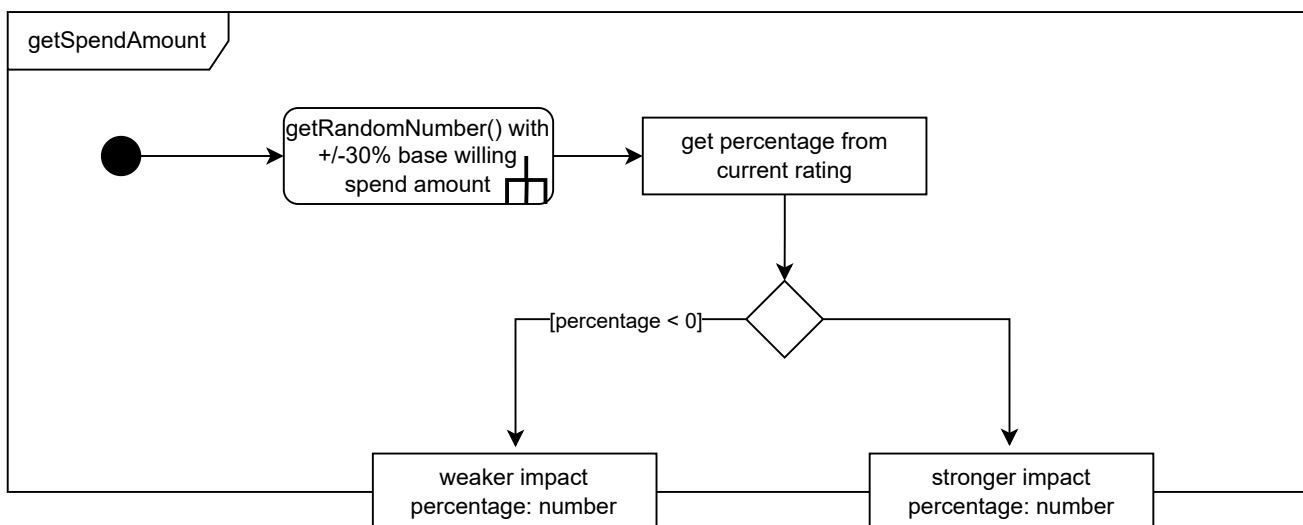 getSpendAmount
getRandomNumber() with
+/-30% base willing
spend amount
get percentage from
current rating
[percentage < 0]
weaker impact
percentage: number
stronger impact
percentage: number